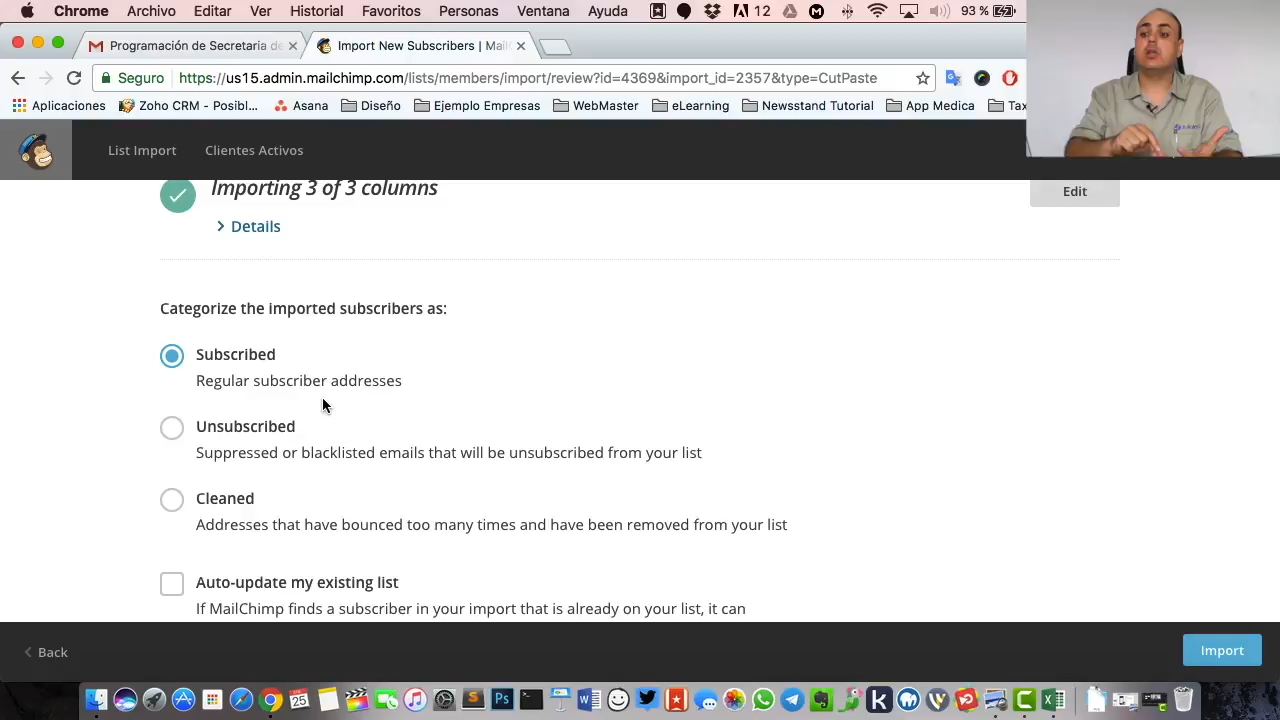 Chrome Archivo Editar Ver Historial Favoritos Personas Ventana Ayuda 12 93 %
Programación de Secretaria de
Import New Subscribers | Mail
Seguro https://us15.admin.mailchimp.com/lists/members/import/review?id=4369&import_id=2357&type=CutPaste
Aplicaciones Zoho CRM - Posibl... Asana Diseño Ejemplo Empresas WebMaster eLearning Newsstand Tutorial App Medica Tax
List Import Clientes Activos
Importing 3 of 3 columns
Edit
Details
Categorize the imported subscribers as:
Subscribed
Regular subscriber addresses
Unsubscribed
Suppressed or blacklisted emails that will be unsubscribed from your list
Cleaned
Addresses that have bounced too many times and have been removed from your list
Auto-update my existing list
If MailChimp finds a subscriber in your import that is already on your list, it can
Back
Import
25